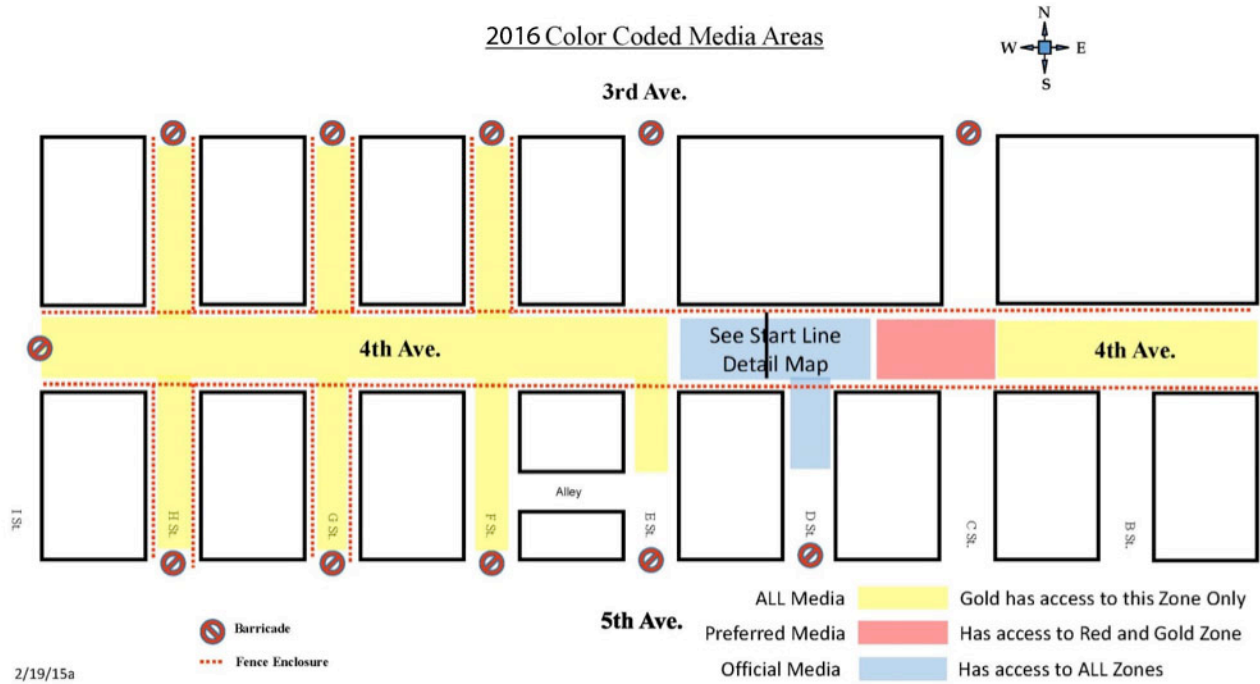 2016 Color Coded Media Areas
N
W E
S
3rd Ave.
4th Ave.
See Start Line
Detail Map
4th Ave.
Alley
I St.
H St.
G St.
F St.
E St.
D St.
C St.
B St.
5th Ave.
Barricade
Fence Enclosure
ALL Media Gold has access to this Zone Only
Preferred Media Has access to Red and Gold Zone
Official Media Has access to ALL Zones
2/19/15a